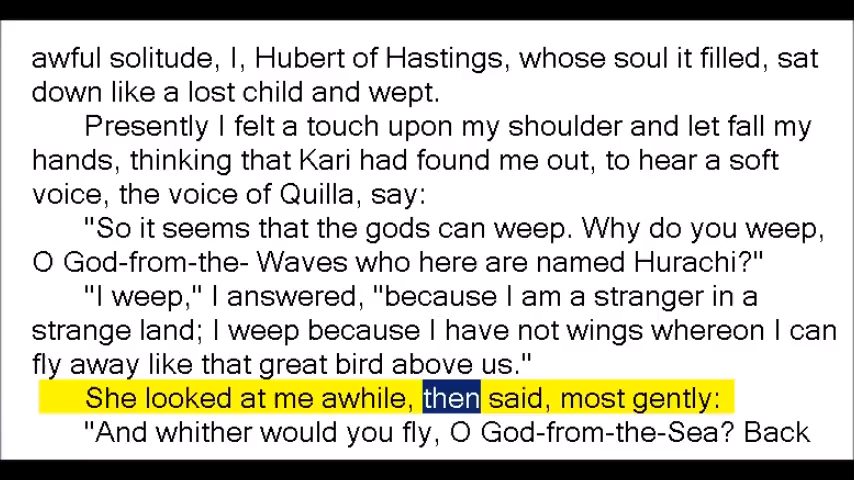 awful solitude, I, Hubert of Hastings, whose soul it filled, sat
down like a lost child and wept.
Presently I felt a touch upon my shoulder and let fall my
hands, thinking that Kari had found me out, to hear a soft
voice, the voice of Quilla, say:
"So it seems that the gods can weep. Why do you weep,
O God-from-the- Waves who here are named Hurachi?"
"I weep," I answered, "because I am a stranger in a
strange land; I weep because I have not wings whereon I can
fly away like that great bird above us."
She looked at me awhile, then said, most gently:
"And whither would you fly, O God-from-the-Sea? Back